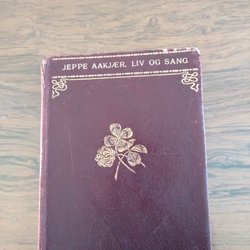 JEPPE AAKJÆR, LIV OG SANG